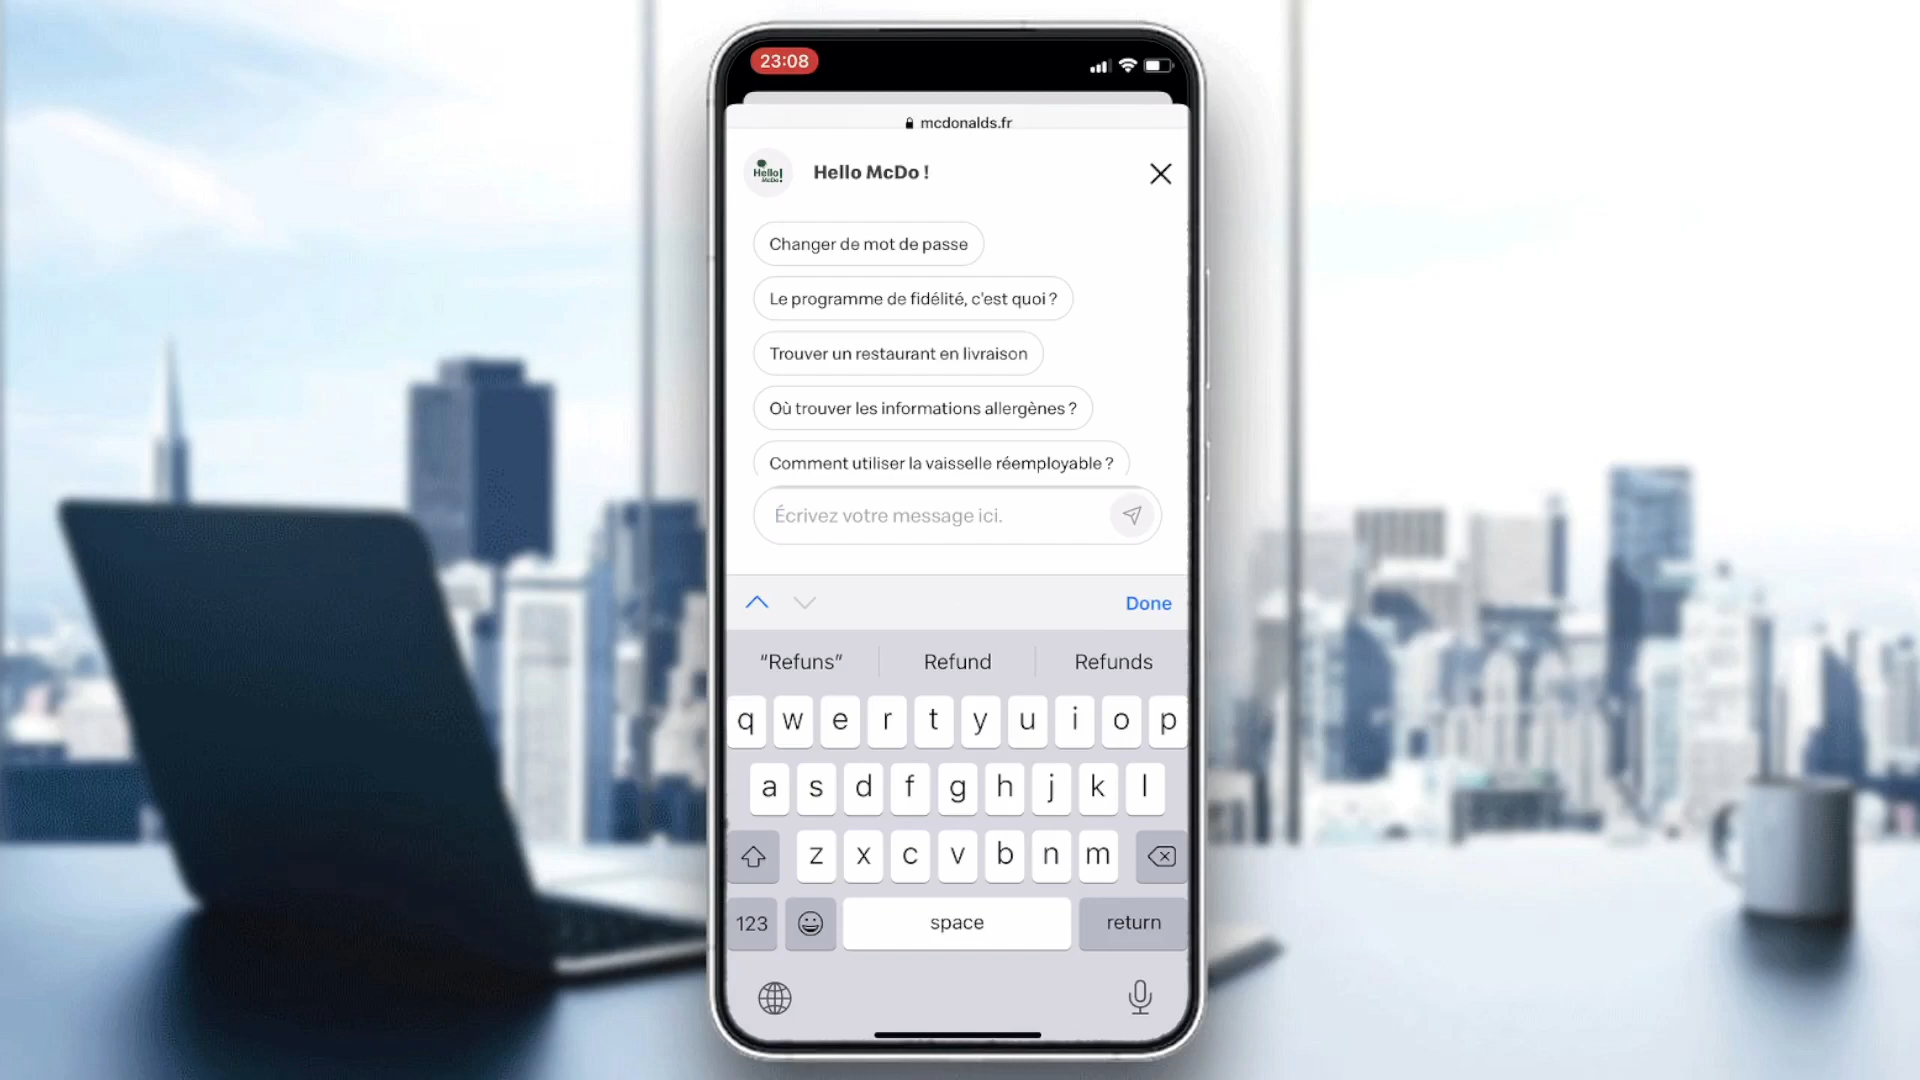 23:08
mcdonalds.fr
Hello!
McDo!
Hello McDo !
Changer de mot de passe
Le programme de fidélité, c'est quoi ?
Trouver un restaurant en livraison
Où trouver les informations allergènes ?
Comment utiliser la vaisselle réemployable ?
Écrivez votre message ici.
Done
“Refuns” Refund Refunds
q w e r t y u i o p
a s d f g h j k l
z x c v b n m
123 space return